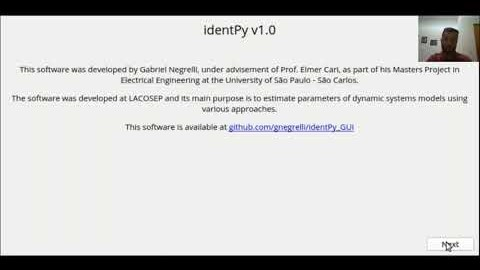 identPy v1.0
This software was developed by Gabriel Negrelli, under advisement of Prof. Elmer Cari, as part of his Masters Project in
Electrical Engineering at the University of São Paulo - São Carlos.
The software was developed at LACOSEP and its main purpose is to estimate parameters of dynamic systems models using
various approaches.
This software is available at github.com/gnegrelli/identPy_GUI
Next